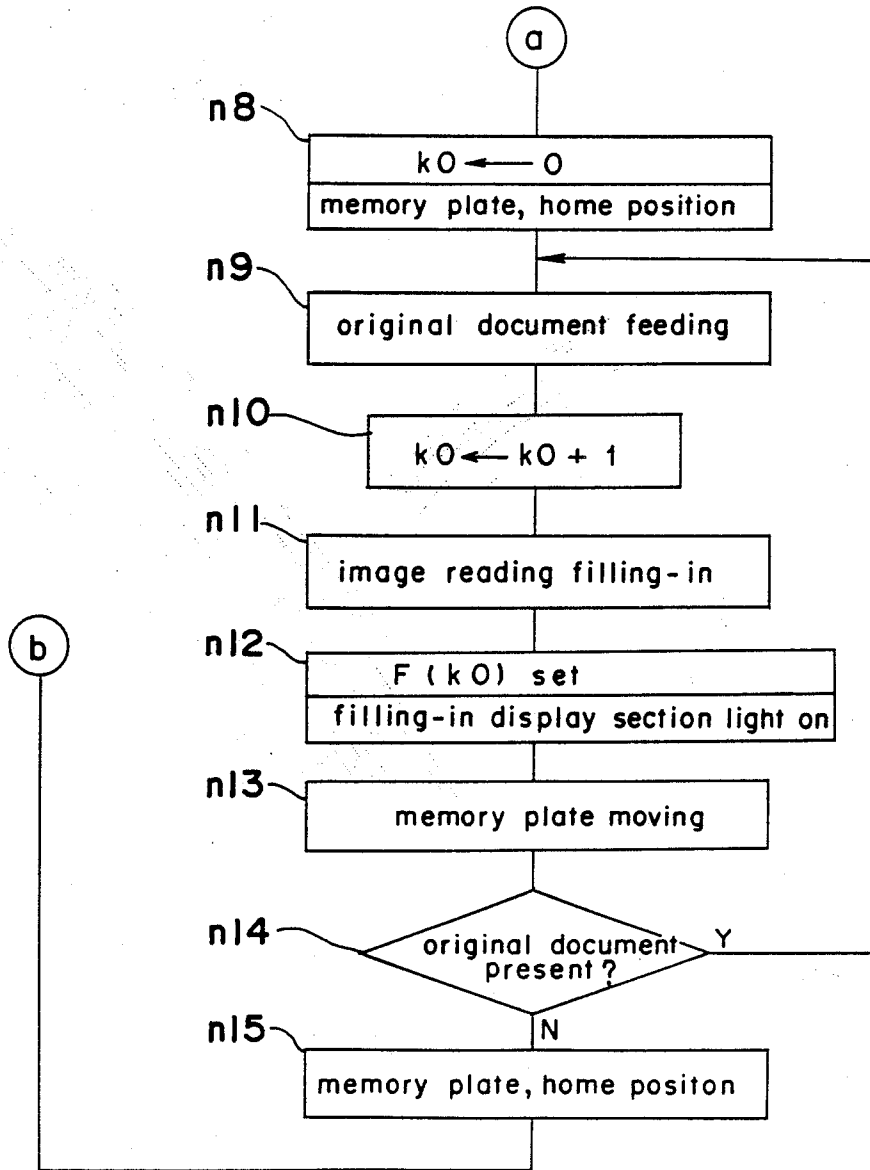 a
n8
k0 ← 0
memory plate, home position
n9
original document feeding
n10
k0 ← k0 + 1
n11
image reading filling-in
b
n12
F (k0) set
filling-in display section light on
n13
memory plate moving
n14
original document
present?
Y
N
n15
memory plate, home positon